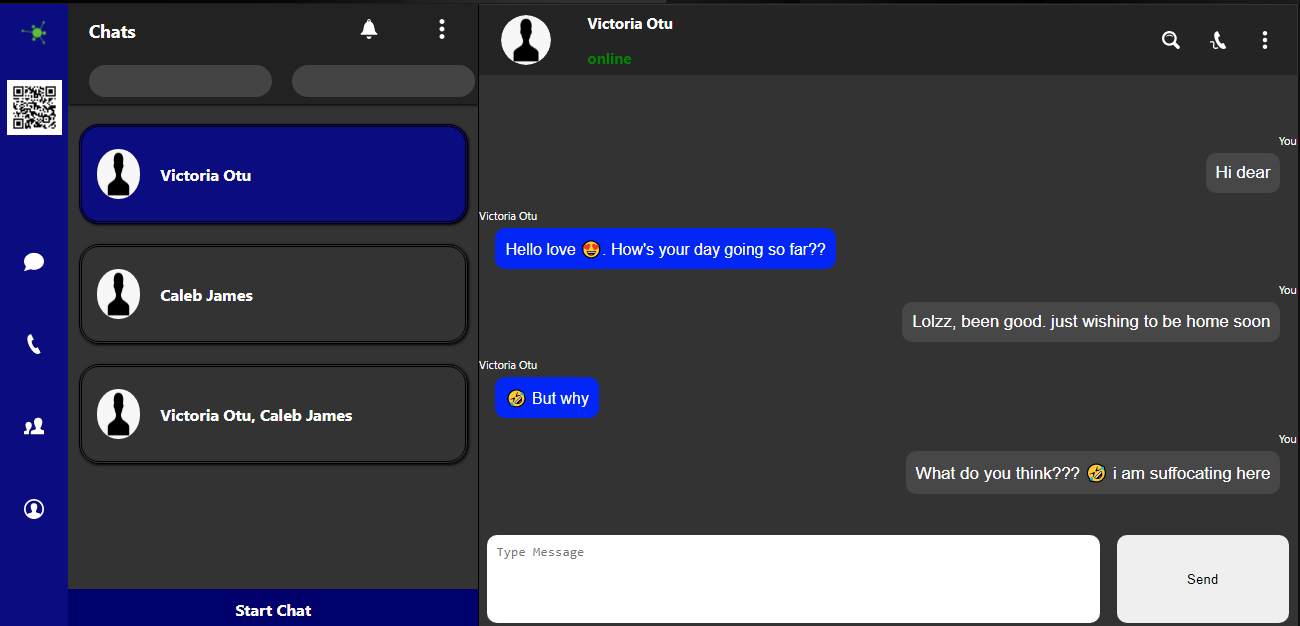 Chats
Victoria Otu
Caleb James
Victoria Otu, Caleb James
Start Chat
Victoria Otu
online
You
Hi dear
Victoria Otu
Hello love 😍. How's your day going so far??
You
Lolzz, been good. just wishing to be home soon
Victoria Otu
🤣 But why
You
What do you think??? 🤣 i am suffocating here
Type Message
Send